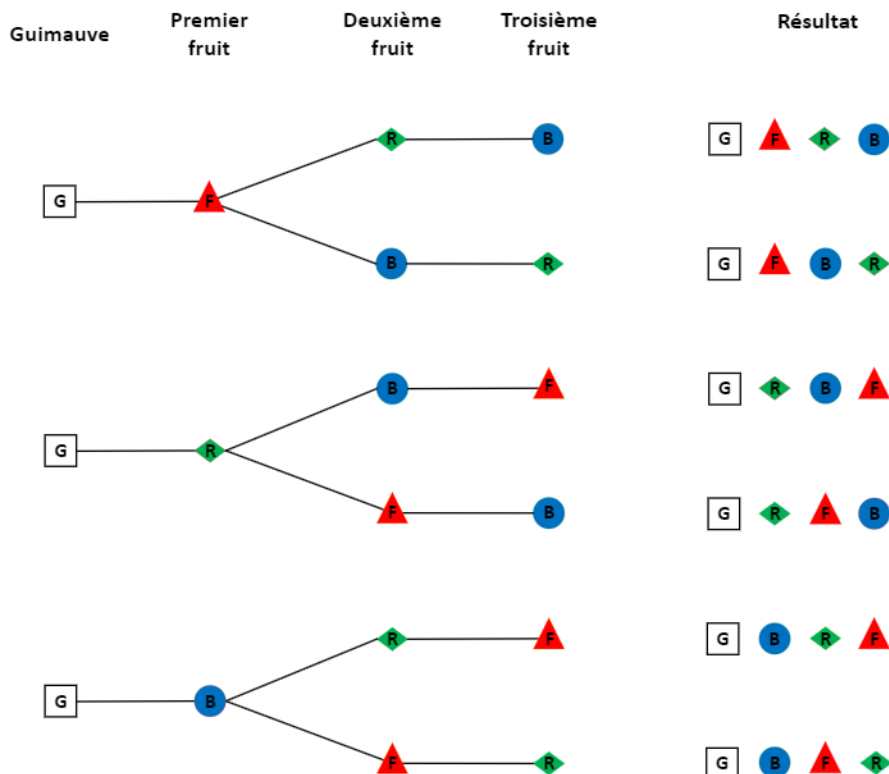 Guimauve Premier fruit Deuxième fruit Troisième fruit Résultat
R B G F R B
G F
B R G F B R
B F G R B F
G R
F B G R F B
R F G B R F
G B
F R G B F R